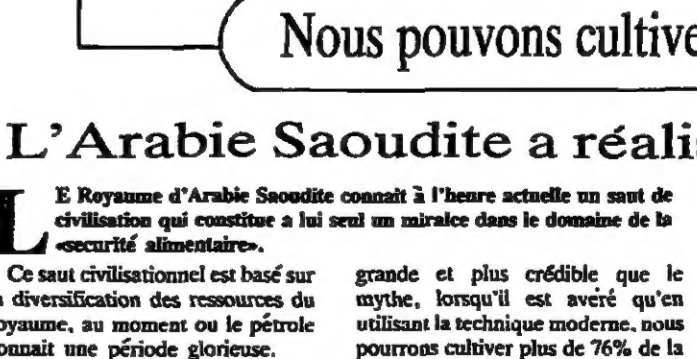 Nous pouvons cultive
L'Arabie Saoudite a réali
LE Royaume d'Arabie Saoudite connait à l'heure actuelle un saut de
civilisation qui constitue a lui seul un miralce dans le domaine de la
«securité alimentaire».
Ce saut civilisationnel est basé sur
a diversification des ressources du
oyaume, au moment ou le pétrole
onnait une période glorieuse.
grande et plus crédible que le
mythe, lorsqu'il est averé qu'en
utilisant la technique moderne, nous
pourrons cultiver plus de 76% de la